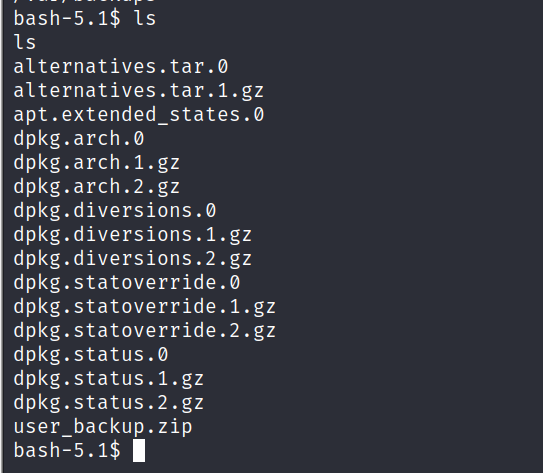 bash-5.1$ ls
ls
alternatives.tar.0
alternatives.tar.1.gz
apt.extended_states.0
dpkg.arch.0
dpkg.arch.1.gz
dpkg.arch.2.gz
dpkg.diversions.0
dpkg.diversions.1.gz
dpkg.diversions.2.gz
dpkg.statoverride.0
dpkg.statoverride.1.gz
dpkg.statoverride.2.gz
dpkg.status.0
dpkg.status.1.gz
dpkg.status.2.gz
user_backup.zip
bash-5.1$